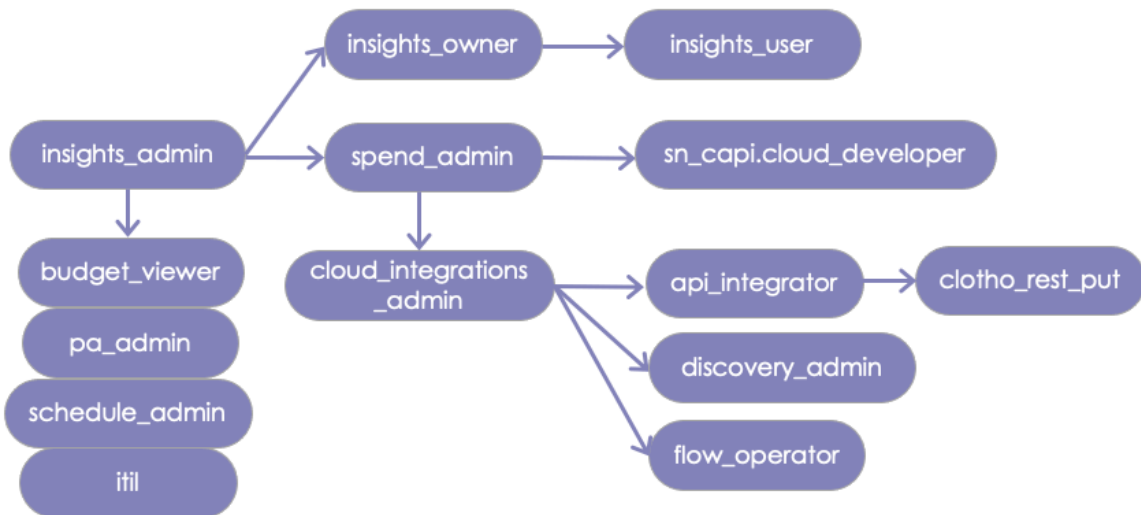 insights_owner
insights_user
insights_admin
spend_admin
sn_capi.cloud_developer
budget_viewer
cloud_integrations
_admin
api_integrator
clotho_rest_put
pa_admin
discovery_admin
schedule_admin
flow_operator
itil